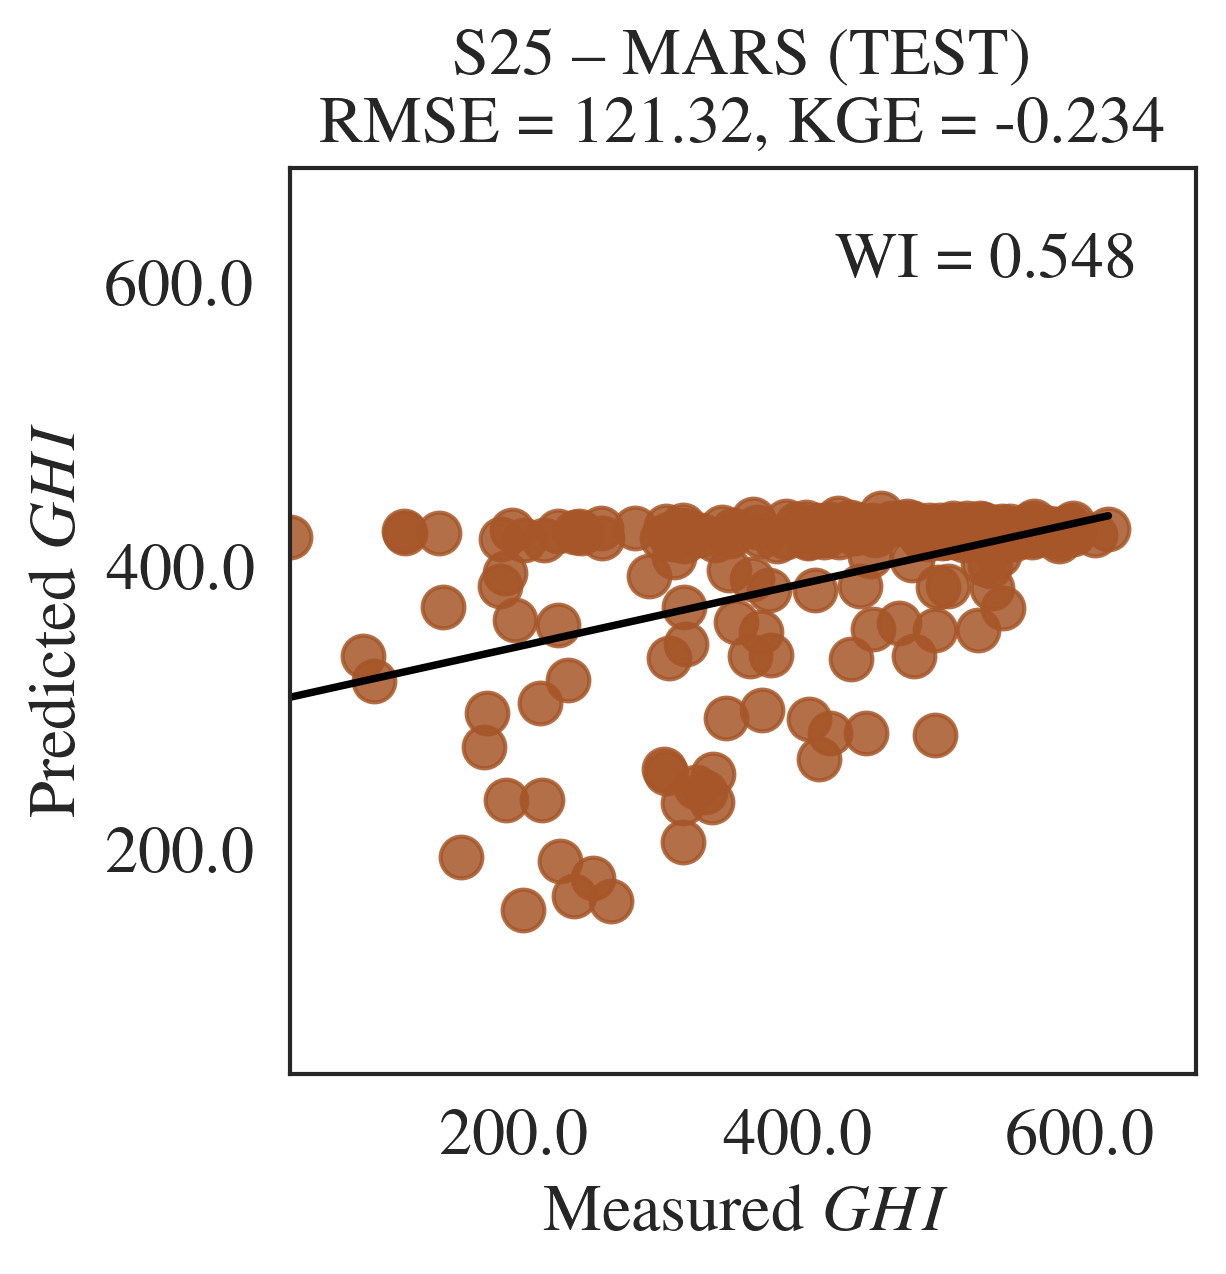 S25 – MARS (TEST)
RMSE = 121.32, KGE = -0.234
WI = 0.548
600.0
400.0
200.0
Predicted GHI
200.0 400.0 600.0
Measured GHI